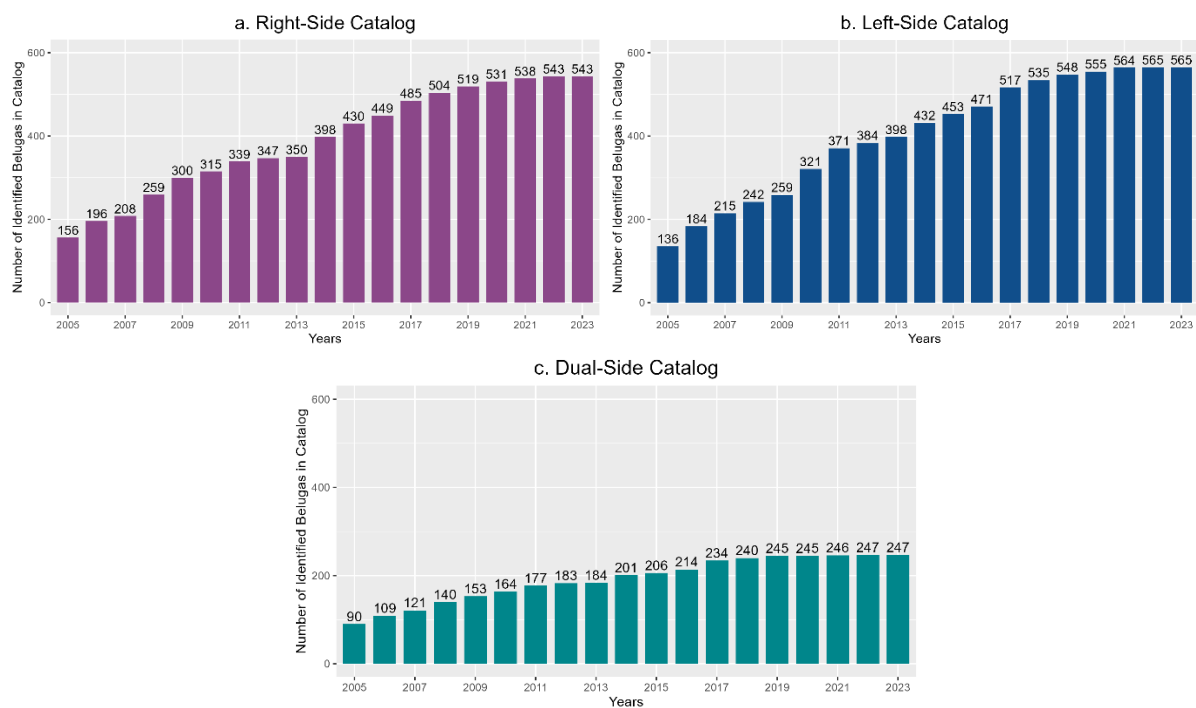 a. Right-Side Catalog
Number of Identified Belugas in Catalog
600
400
200
0
156 196 208 259 300 315 339 347 350 398 430 449 485 504 519 531 538 543 543
2005 2007 2009 2011 2013 2015 2017 2019 2021 2023
Years
b. Left-Side Catalog
Number of Identified Belugas in Catalog
600
400
200
0
136 184 215 242 259 321 371 384 398 432 453 471 517 535 548 555 564 565 565
2005 2007 2009 2011 2013 2015 2017 2019 2021 2023
Years
c. Dual-Side Catalog
Number of Identified Belugas in Catalog
600
400
200
0
90 109 121 140 153 164 177 183 184 201 206 214 234 240 245 245 246 247 247
2005 2007 2009 2011 2013 2015 2017 2019 2021 2023
Years